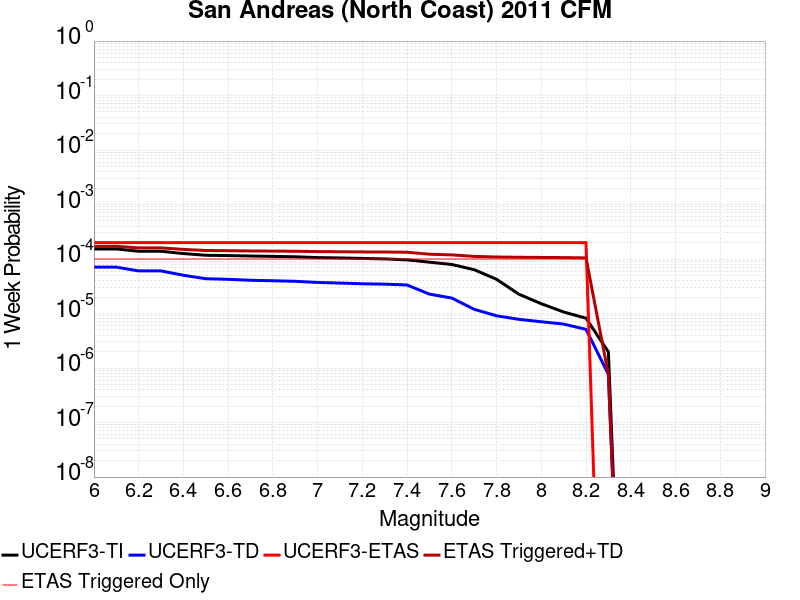 San Andreas (North Coast) 2011 CFM
10^0
10^-1
10^-2
10^-3
10^-4
10^-5
10^-6
10^-7
10^-8
1 Week Probability
6 6.2 6.4 6.6 6.8 7 7.2 7.4 7.6 7.8 8 8.2 8.4 8.6 8.8 9
Magnitude
UCERF3-TI UCERF3-TD UCERF3-ETAS ETAS Triggered+TD
ETAS Triggered Only